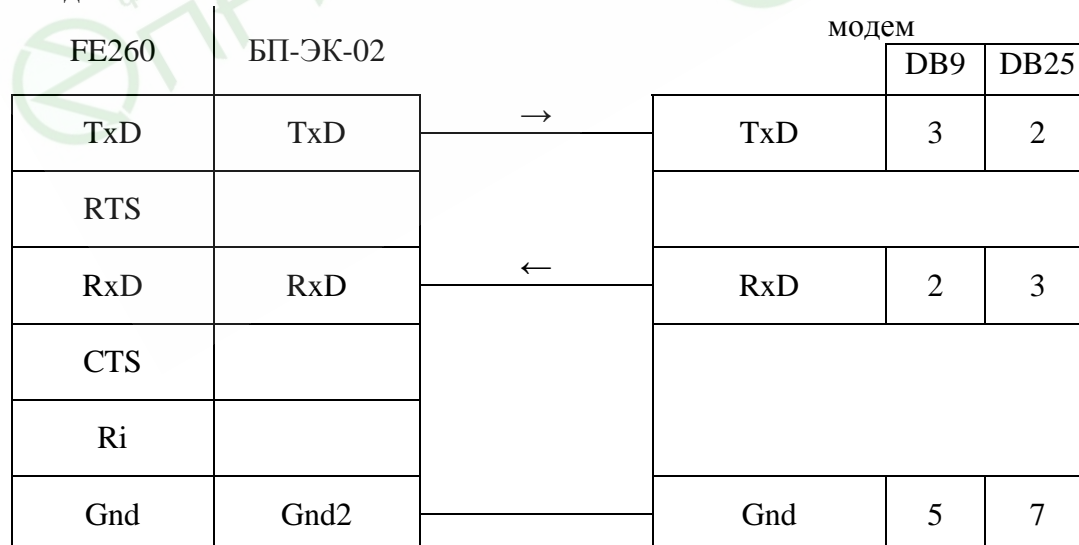 модем
FE260 БП-ЭК-02
DB9 DB25
TxD TxD → TxD 3 2
RTS
RxD RxD ← RxD 2 3
CTS
Ri
Gnd Gnd2 Gnd 5 7